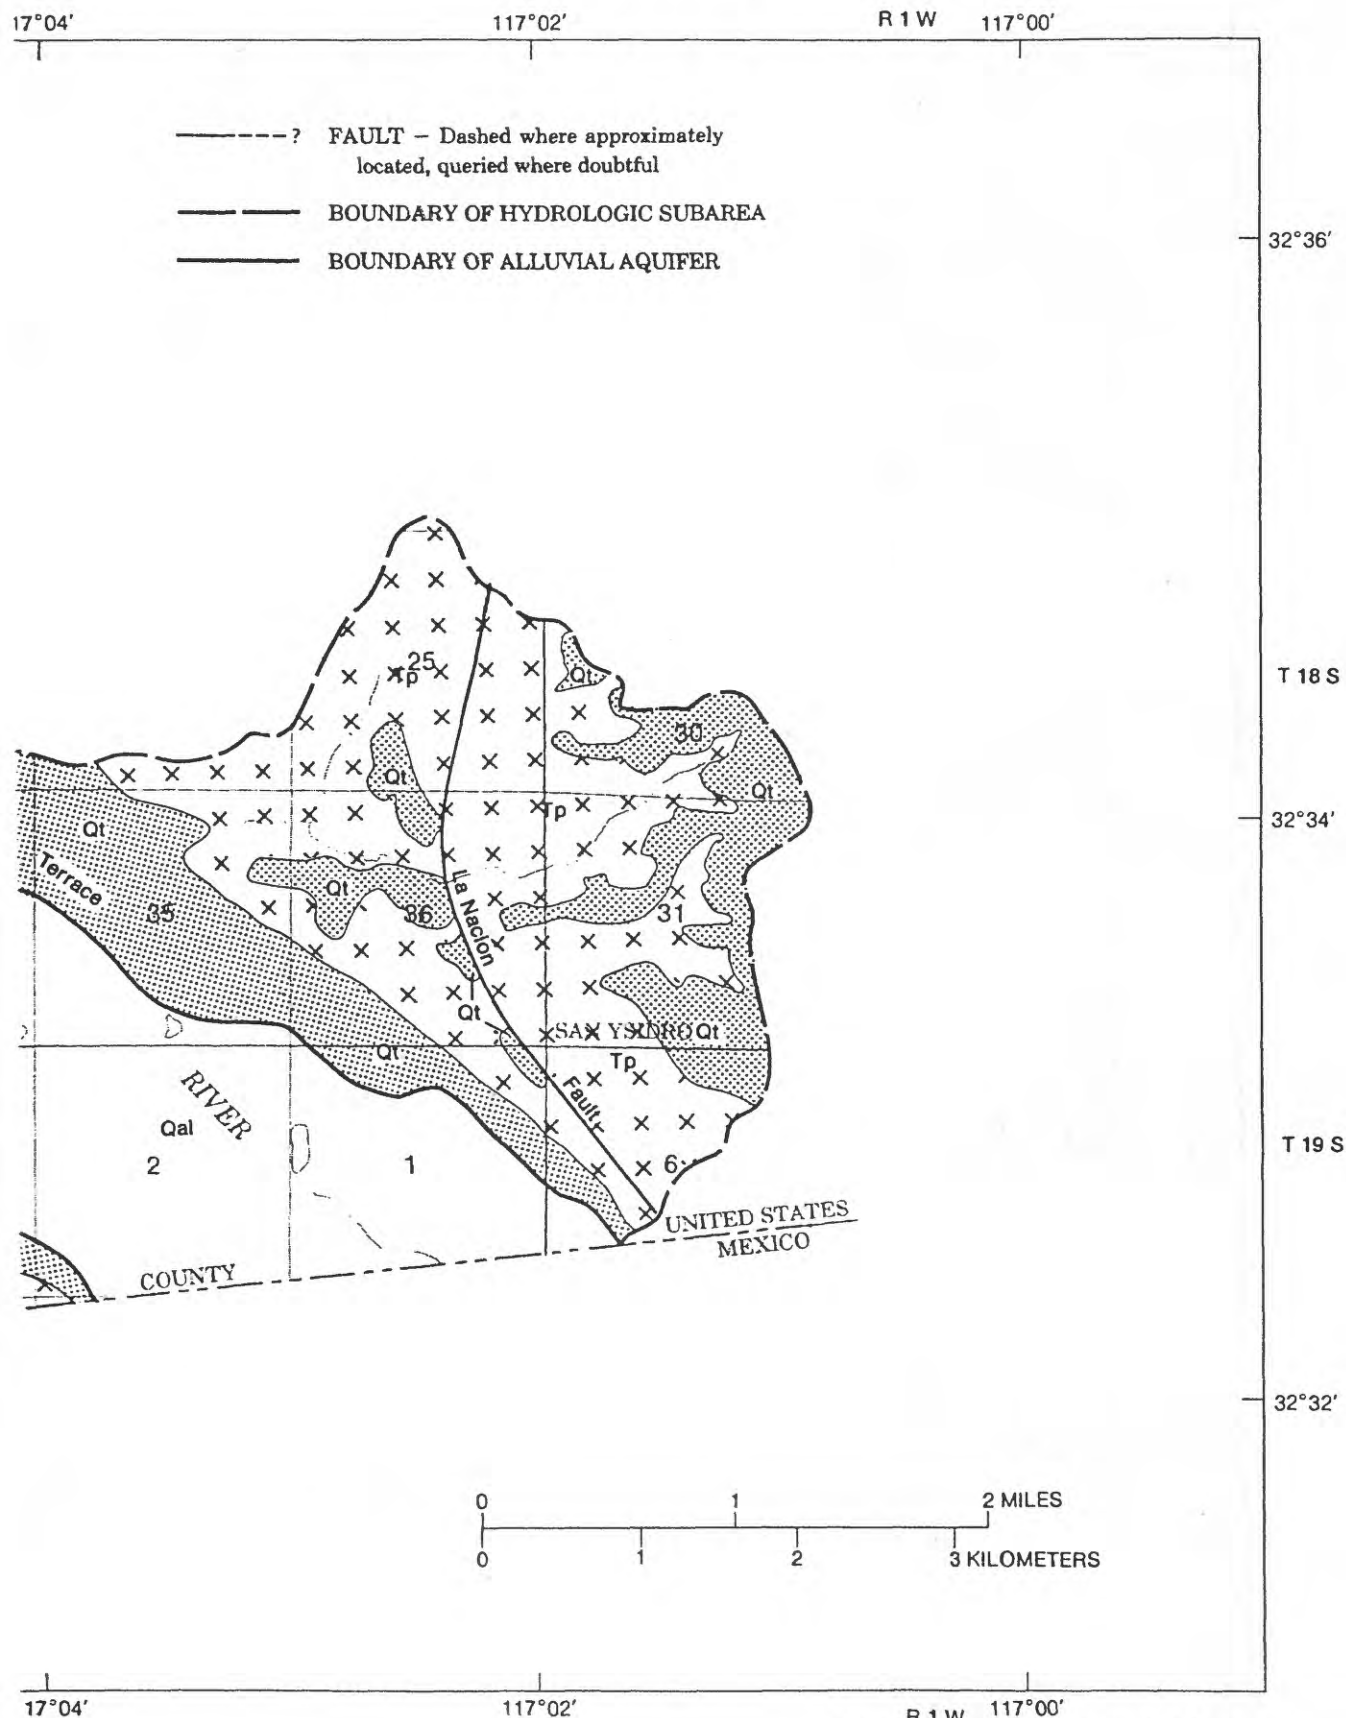 17°04′
117°02′
R 1 W
117°00′
? FAULT – Dashed where approximately
located, queried where doubtful
BOUNDARY OF HYDROLOGIC SUBAREA
BOUNDARY OF ALLUVIAL AQUIFER
32°36′
25
Tp
Qt
T 18 S
30
Qt
Qt
Tp
32°34′
Qt
Terrace
35
Qt
36
La Nacion
31
Qt
SAN YSIDRO
Qt
Qt
Tp
RIVER
Fault
Qal
2
1
6
T 19 S
UNITED STATES
MEXICO
COUNTY
32°32′
0 1 2 MILES
0 1 2 3 KILOMETERS
17°04′
117°02′
R 1 W
117°00′